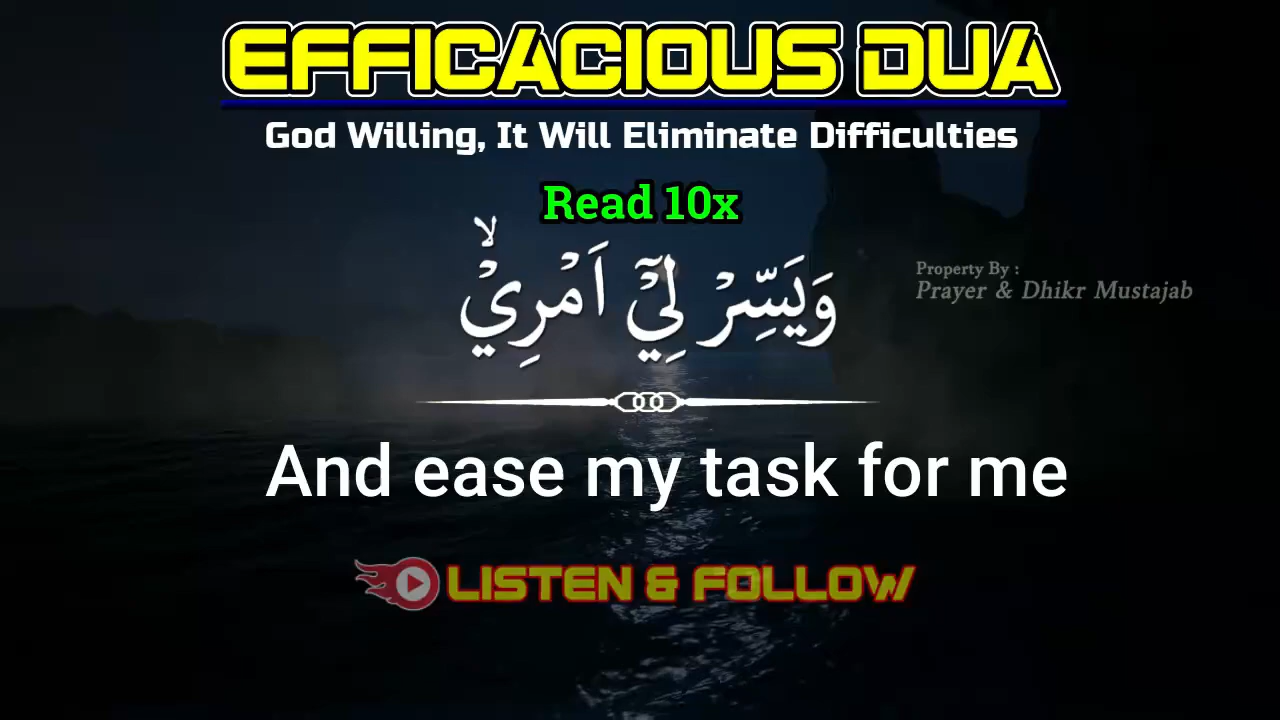 EFFICACIOUS DUA
God Willing, It Will Eliminate Difficulties
Read 10x
وَيَسِّرْ لِيْٓ اَمْرِيْۙ
Property By :
Prayer & Dhikr Mustajab
And ease my task for me
LISTEN & FOLLOW